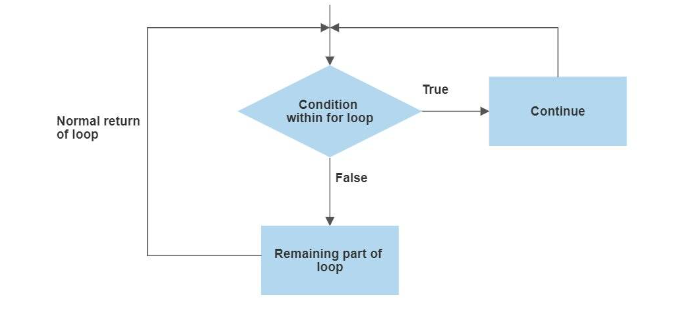 Condition
within for loop
True
Continue
Normal return
of loop
False
Remaining part of
loop